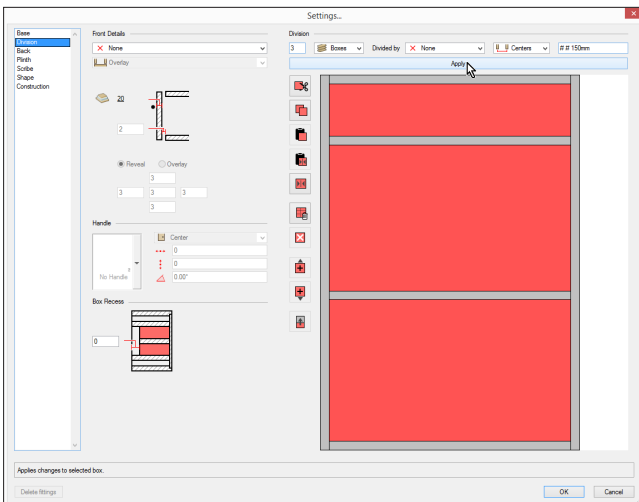 Settings...
Base
Division
Back
Plinth
Scribe
Shape
Construction
Front Details
None
Overlay
20
2
Reveal Overlay
3
3 3 3
3
Handle
No Handle
Center
0
0
0.00°
Box Recess
0
Division
3 Boxes Divided by None Centers # # 150mm
Apply
Applies changes to selected box.
Delete fittings
OK Cancel